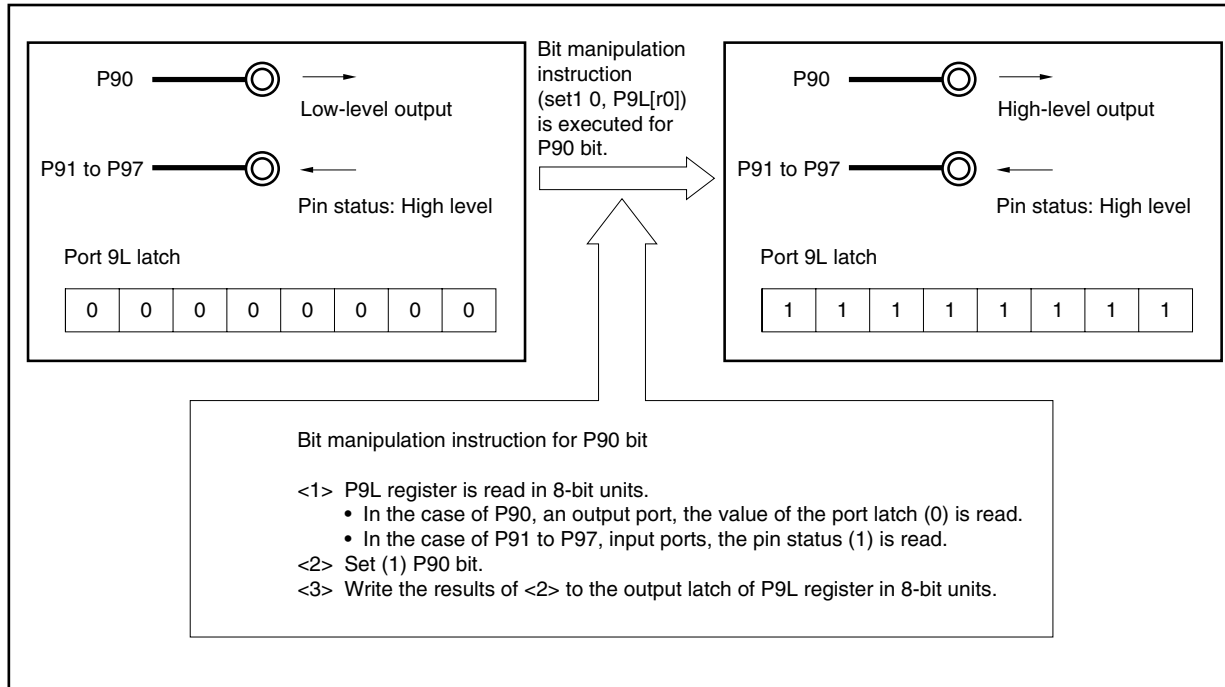 P90
Low-level output
P91 to P97
Pin status: High level
Port 9L latch
0 0 0 0 0 0 0 0
Bit manipulation
instruction
(set1 0, P9L[r0])
is executed for
P90 bit.
P90
High-level output
P91 to P97
Pin status: High level
Port 9L latch
1 1 1 1 1 1 1 1
Bit manipulation instruction for P90 bit
<1> P9L register is read in 8-bit units.
• In the case of P90, an output port, the value of the port latch (0) is read.
• In the case of P91 to P97, input ports, the pin status (1) is read.
<2> Set (1) P90 bit.
<3> Write the results of <2> to the output latch of P9L register in 8-bit units.